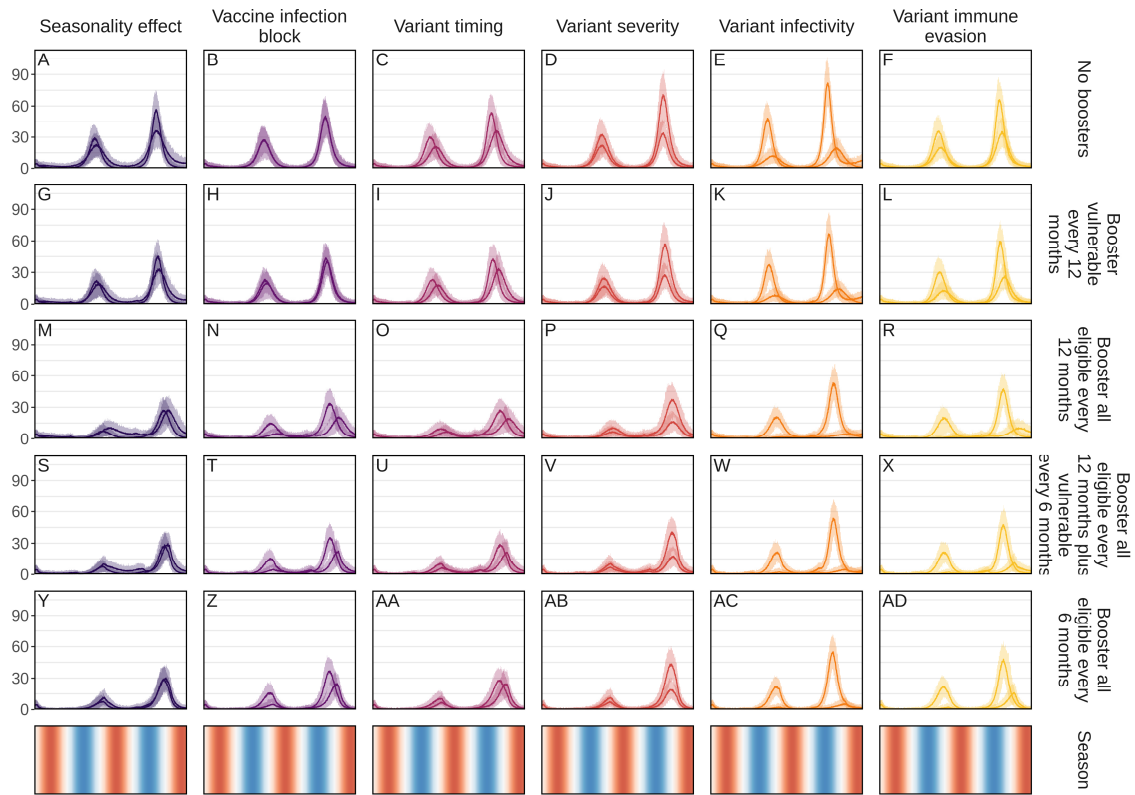 Seasonality effect
Vaccine infection
block
Variant timing
Variant severity
Variant infectivity
Variant immune
evasion
A
B
C
D
E
F
90
60
30
0
No boosters
G
H
I
J
K
L
90
60
30
0
Booster
vulnerable
every 12
months
M
N
O
P
Q
R
90
60
30
0
Booster all
eligible every
12 months
S
T
U
V
W
X
90
60
30
0
Booster all
eligible every
12 months plus
vulnerable
every 6 months
Y
Z
AA
AB
AC
AD
90
60
30
0
Booster all
eligible every
6 months
Season